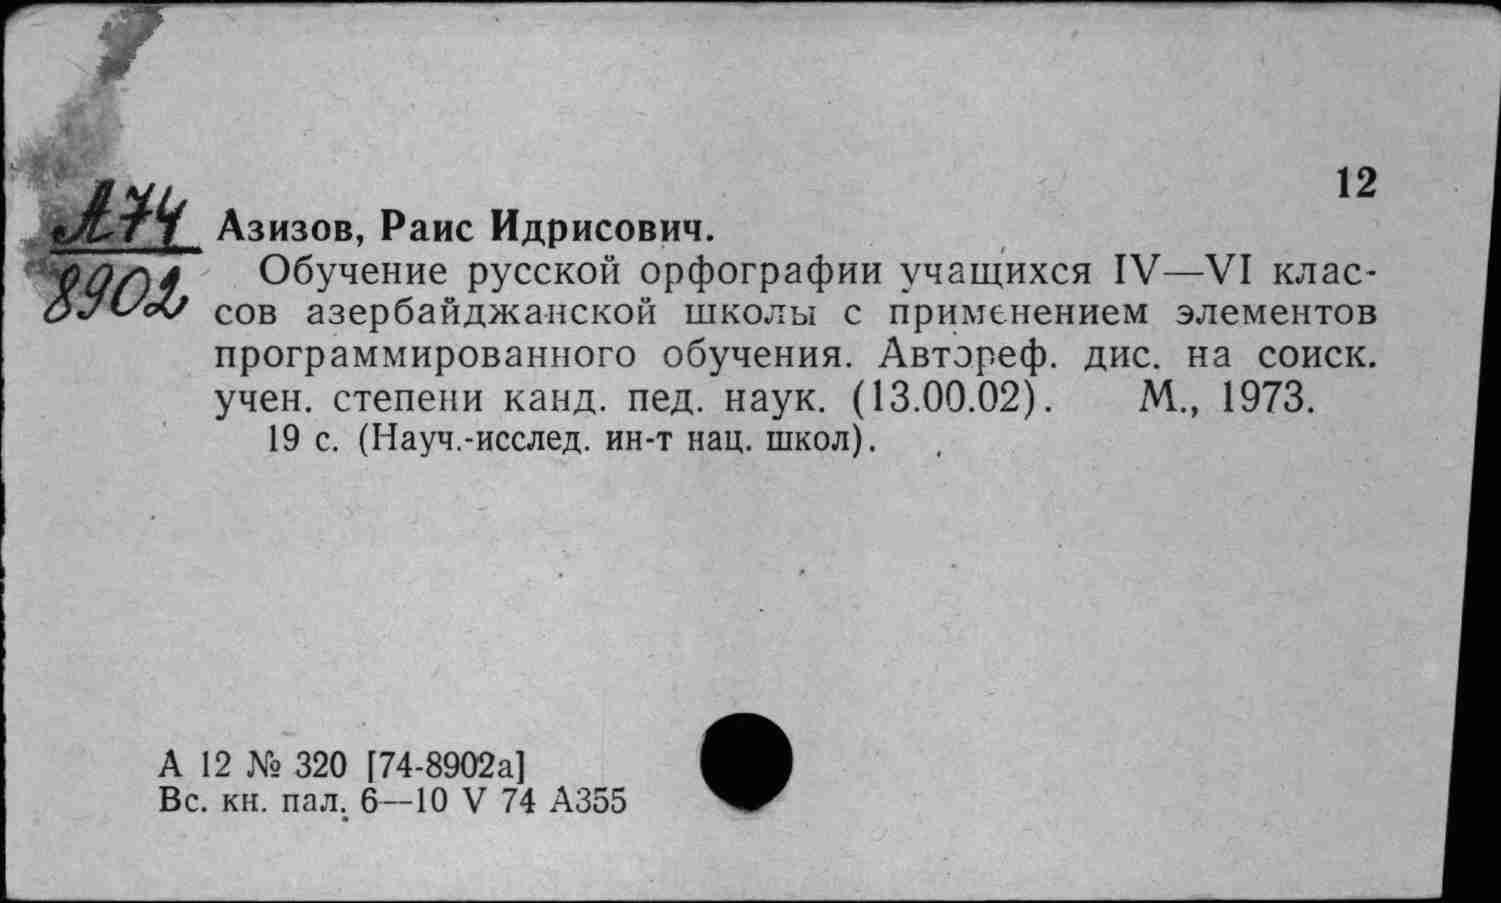 12
А74
8902
Азизов, Раис Идрисович.
Обучение русской орфографии учащихся IV—VI клас-
сов азербайджанской школы с применением элементов
программированного обучения. Автореф. дис. на соиск.
учен. степени канд. пед. наук. (13.00.02). М., 1973.
19 с. (Науч.-исслед. ин-т нац. школ).
А 12 № 320 [74-8902а]
Вс. кн. пал. 6—10 V 74 А355